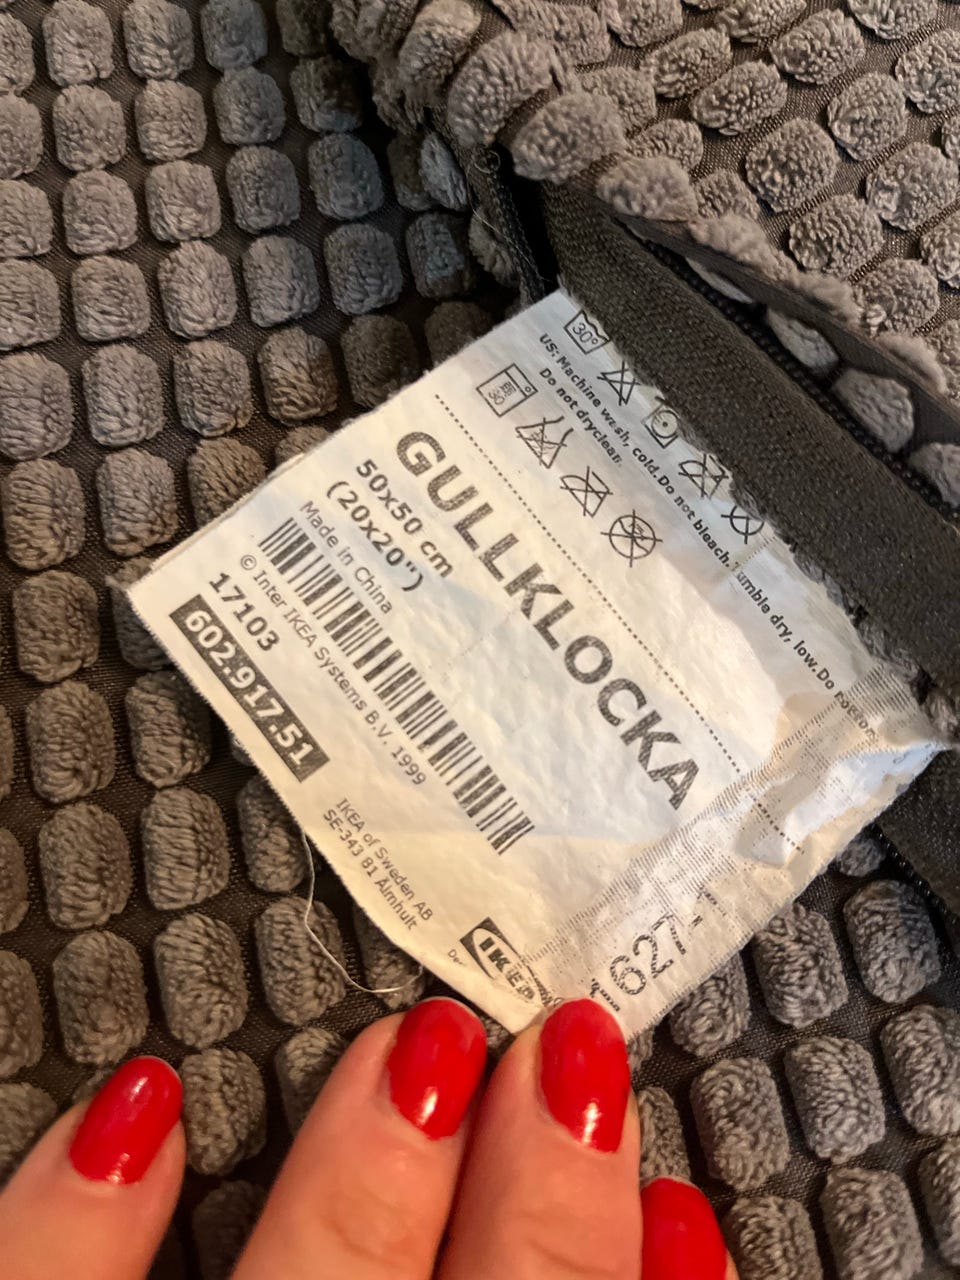 30°
US: Machine wash, cold. Do not bleach. Tumble dry, low. Do
Do not dryclean.
30
GULLKLOCKA
50x50 cm
(20x20")
Made in China
© Inter IKEA Systems B.V. 1999
17103
602.917.51
IKEA of Sweden AB
SE-343 81 Älmhult
IKEA